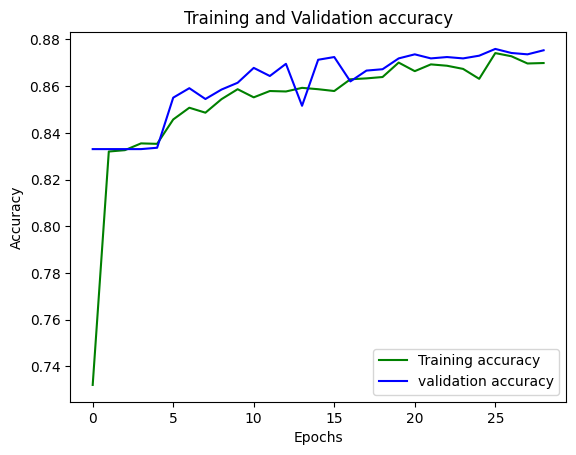 Training and Validation accuracy
0.88
0.86
0.84
0.82
0.80
0.78
0.76
0.74
Accuracy
0
5
10
15
20
25
Epochs
Training accuracy
validation accuracy